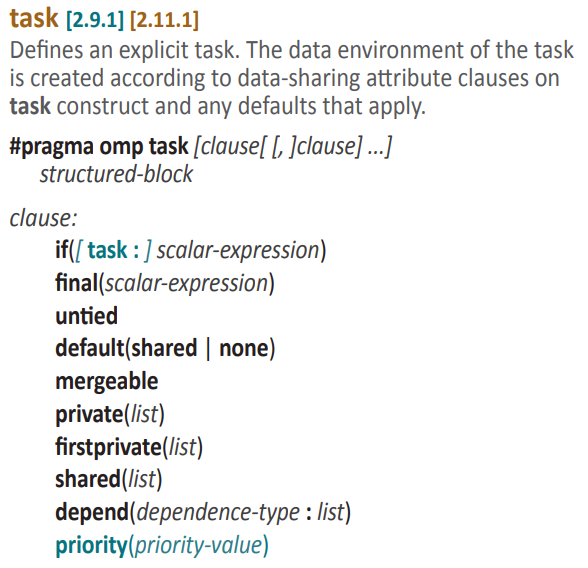 task [2.9.1] [2.11.1]
Defines an explicit task. The data environment of the task
is created according to data-sharing attribute clauses on
task construct and any defaults that apply.
#pragma omp task [clause[ [, ]clause] ...]
structured-block
clause:
if([ task : ] scalar-expression)
final(scalar-expression)
untied
default(shared | none)
mergeable
private(list)
firstprivate(list)
shared(list)
depend(dependence-type : list)
priority(priority-value)